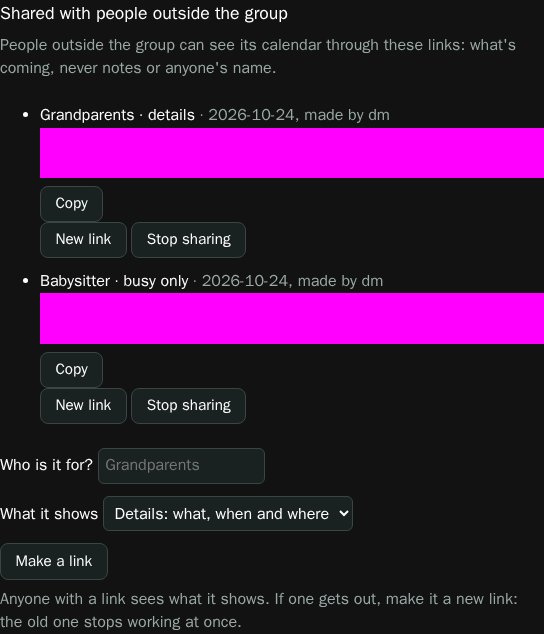 Shared with people outside the group
People outside the group can see its calendar through these links: what's
coming, never notes or anyone's name.
Grandparents · details · 2026-10-24, made by dm
Copy
New link
Stop sharing
Babysitter · busy only · 2026-10-24, made by dm
Copy
New link
Stop sharing
Who is it for? Grandparents
What it shows Details: what, when and where
Make a link
Anyone with a link sees what it shows. If one gets out, make it a new link:
the old one stops working at once.